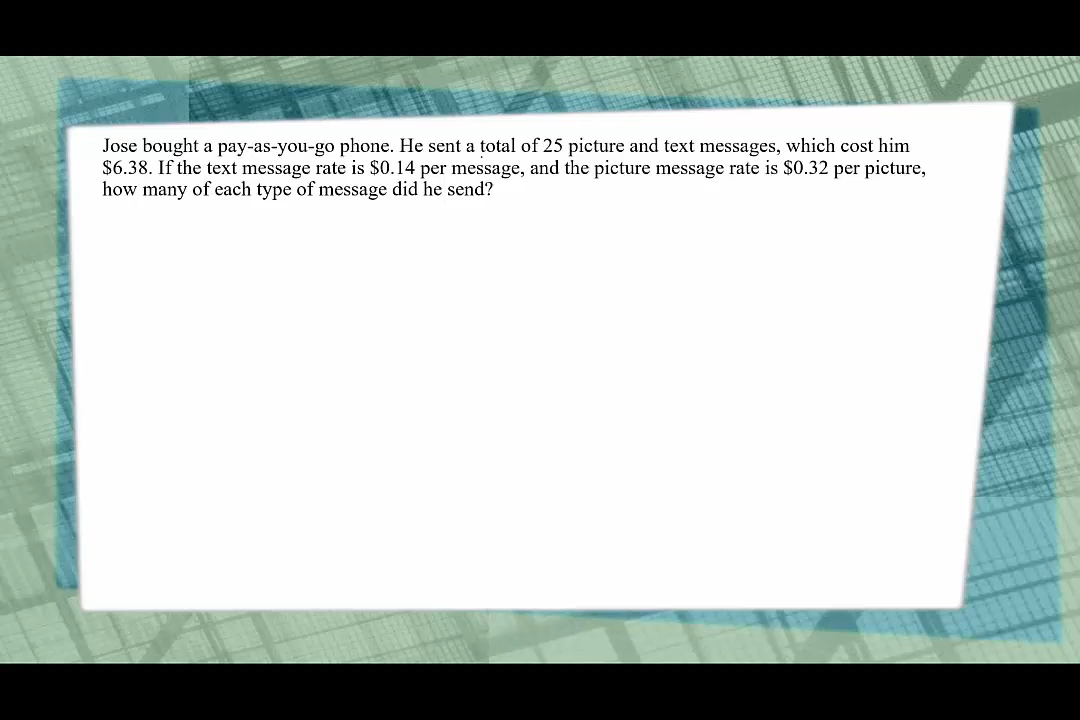 Jose bought a pay-as-you-go phone. He sent a total of 25 picture and text messages, which cost him
$6.38. If the text message rate is $0.14 per message, and the picture message rate is $0.32 per picture,
how many of each type of message did he send?